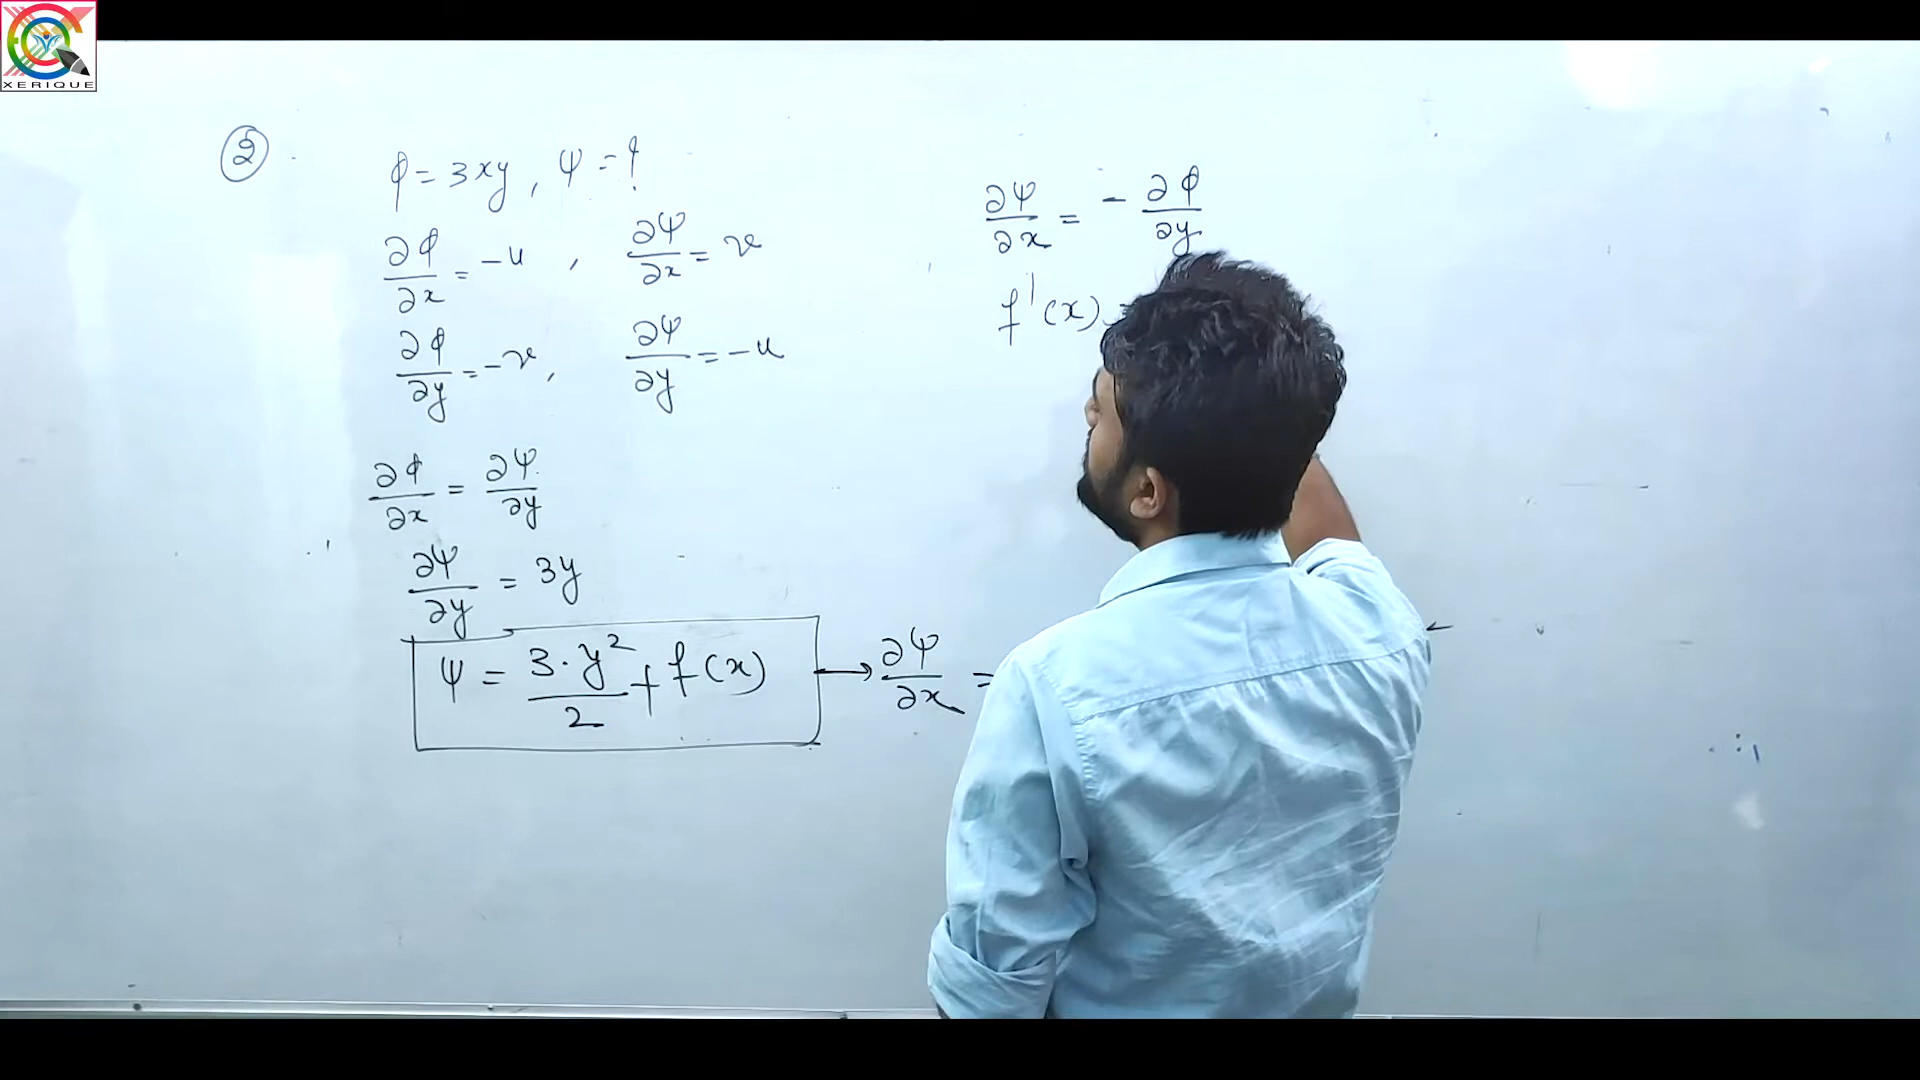 XERIQUE
②
φ = 3xy, ψ = ?
∂φ/∂x = -u , ∂ψ/∂x = v
∂φ/∂y = -v , ∂ψ/∂y = -u
∂φ/∂x = ∂ψ/∂y
∂ψ/∂y = 3y
ψ = 3·y²/2 + f(x) → ∂ψ/∂x =
∂ψ/∂x = - ∂φ/∂y
f'(x) =